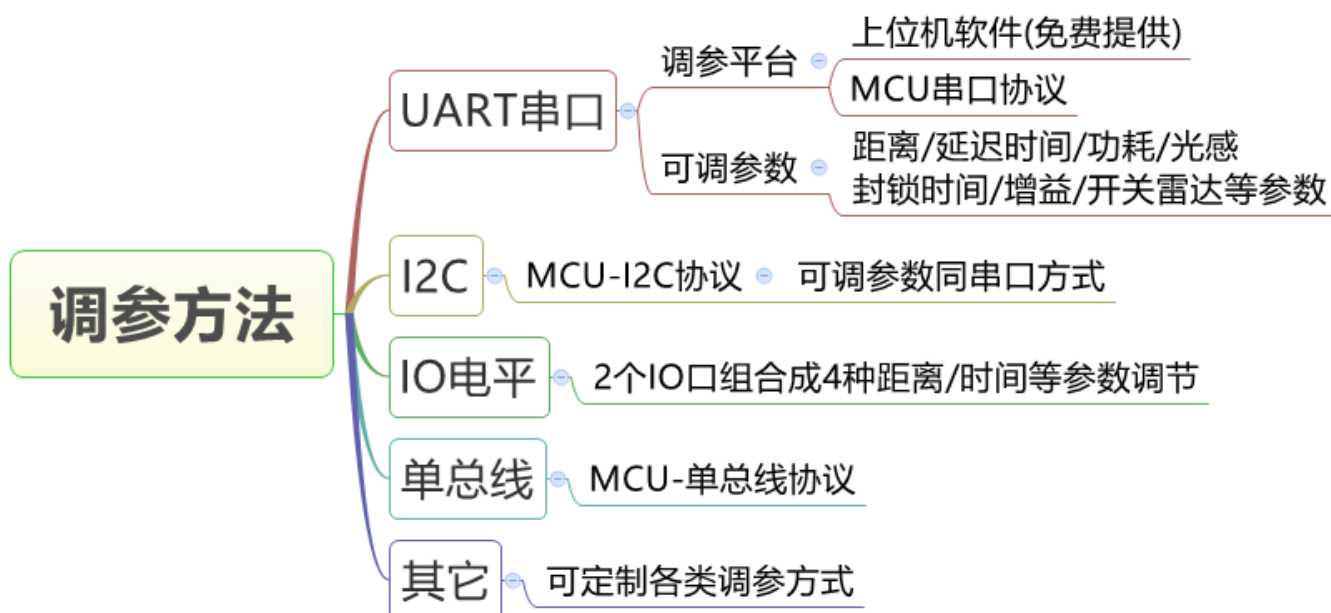 调参方法
UART串口
调参平台
上位机软件(免费提供)
MCU串口协议
可调参数
距离/延迟时间/功耗/光感
封锁时间/增益/开关雷达等参数
I2C
MCU-I2C协议
可调参数同串口方式
IO电平
2个IO口组合成4种距离/时间等参数调节
单总线
MCU-单总线协议
其它
可定制各类调参方式